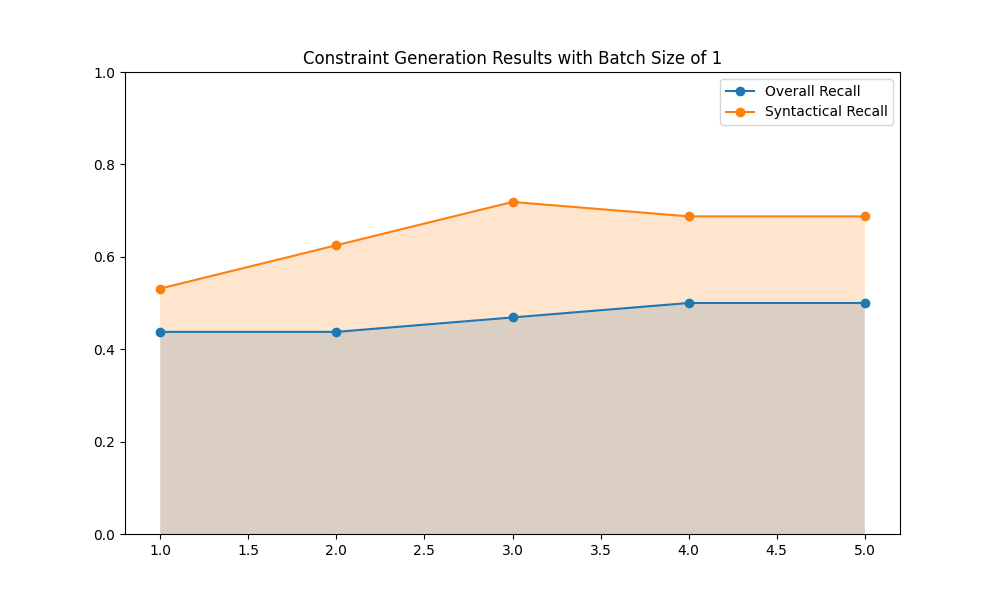 Constraint Generation Results with Batch Size of 1
Overall Recall
Syntactical Recall
1.0
0.8
0.6
0.4
0.2
0.0
1.0 1.5 2.0 2.5 3.0 3.5 4.0 4.5 5.0